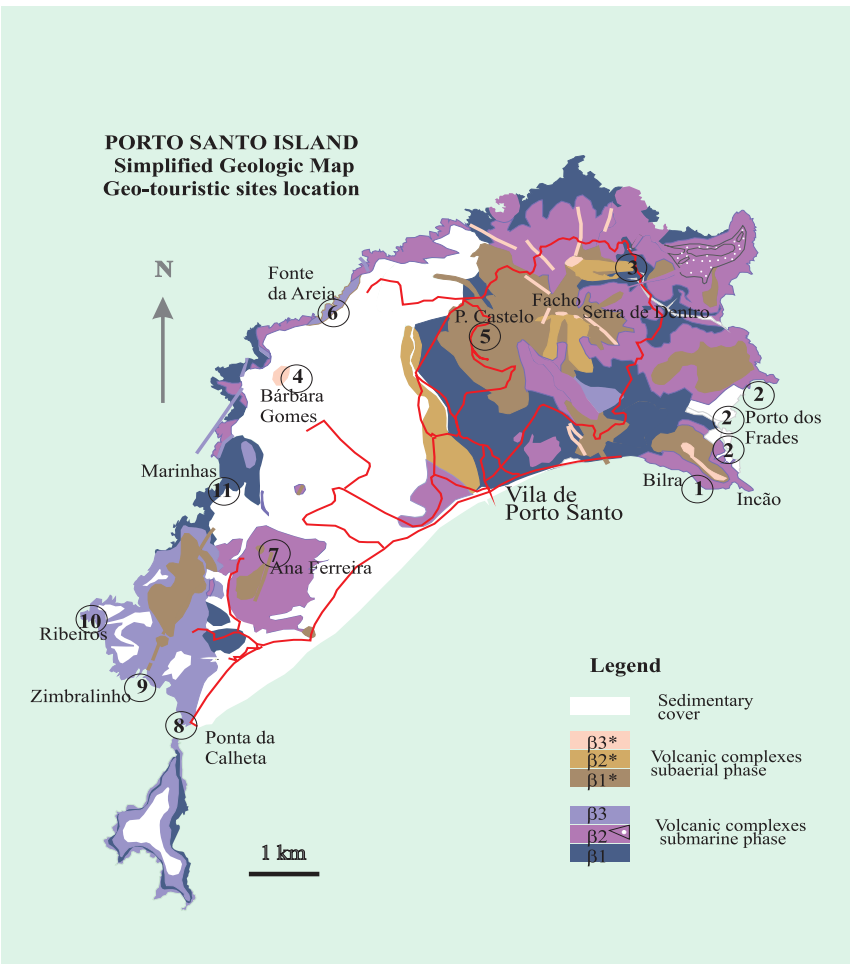 PORTO SANTO ISLAND
Simplified Geologic Map
Geo-touristic sites location
N
Fonte
da Areia
6
3
Facho
P. Castelo
Serra de Dentro
5
4
Bárbara
Gomes
2
2
Porto dos
Frades
2
Marinhas
11
Bilra
1
Incão
Vila de
Porto Santo
7
Ana Ferreira
10
Ribeiros
9
Zimbralinho
8
Ponta da
Calheta
1 km
Legend
Sedimentary
cover
β3*
β2*
β1*
Volcanic complexes
subaerial phase
β3
β2
β1
Volcanic complexes
submarine phase